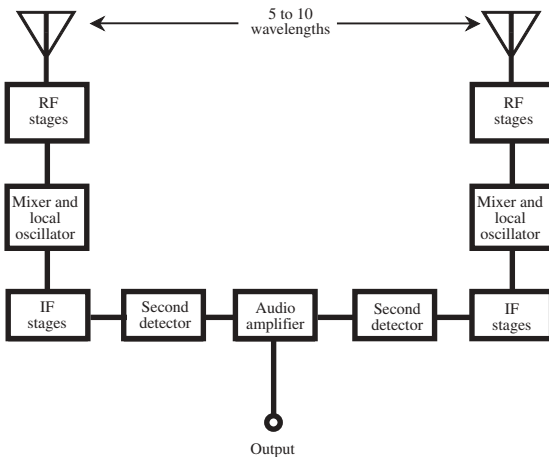 5 to 10
wavelengths
RF
stages
RF
stages
Mixer and
local
oscillator
Mixer and
local
oscillator
IF
stages
Second
detector
Audio
amplifier
Second
detector
IF
stages
Output